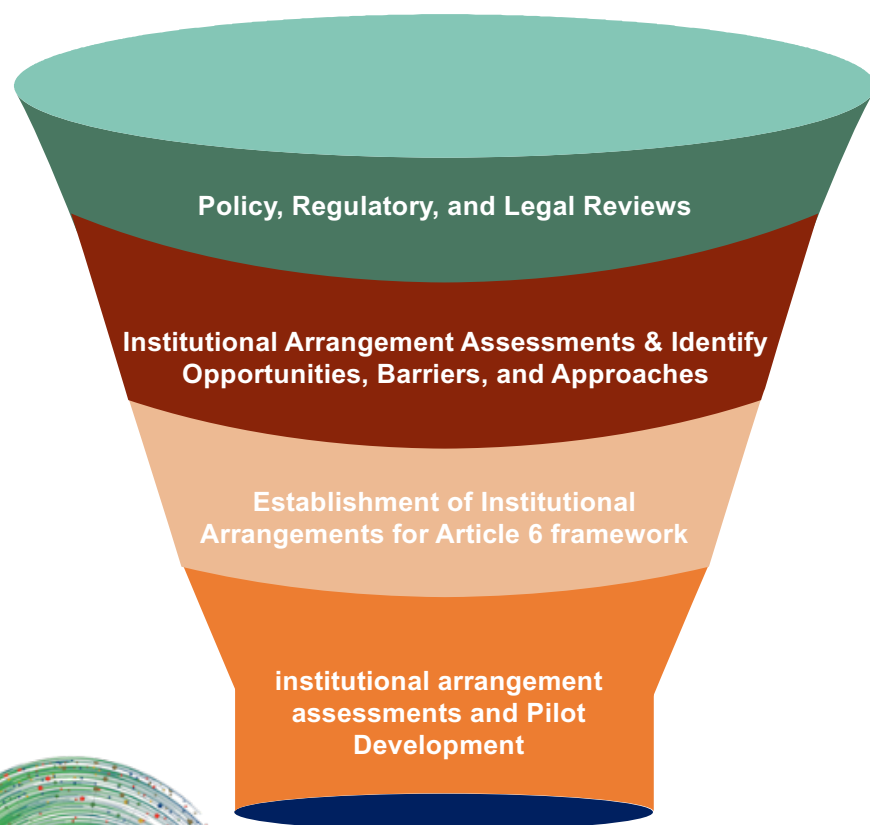 Policy, Regulatory, and Legal Reviews
Institutional Arrangement Assessments & Identify
Opportunities, Barriers, and Approaches
Establishment of Institutional
Arrangements for Article 6 framework
institutional arrangement
assessments and Pilot
Development